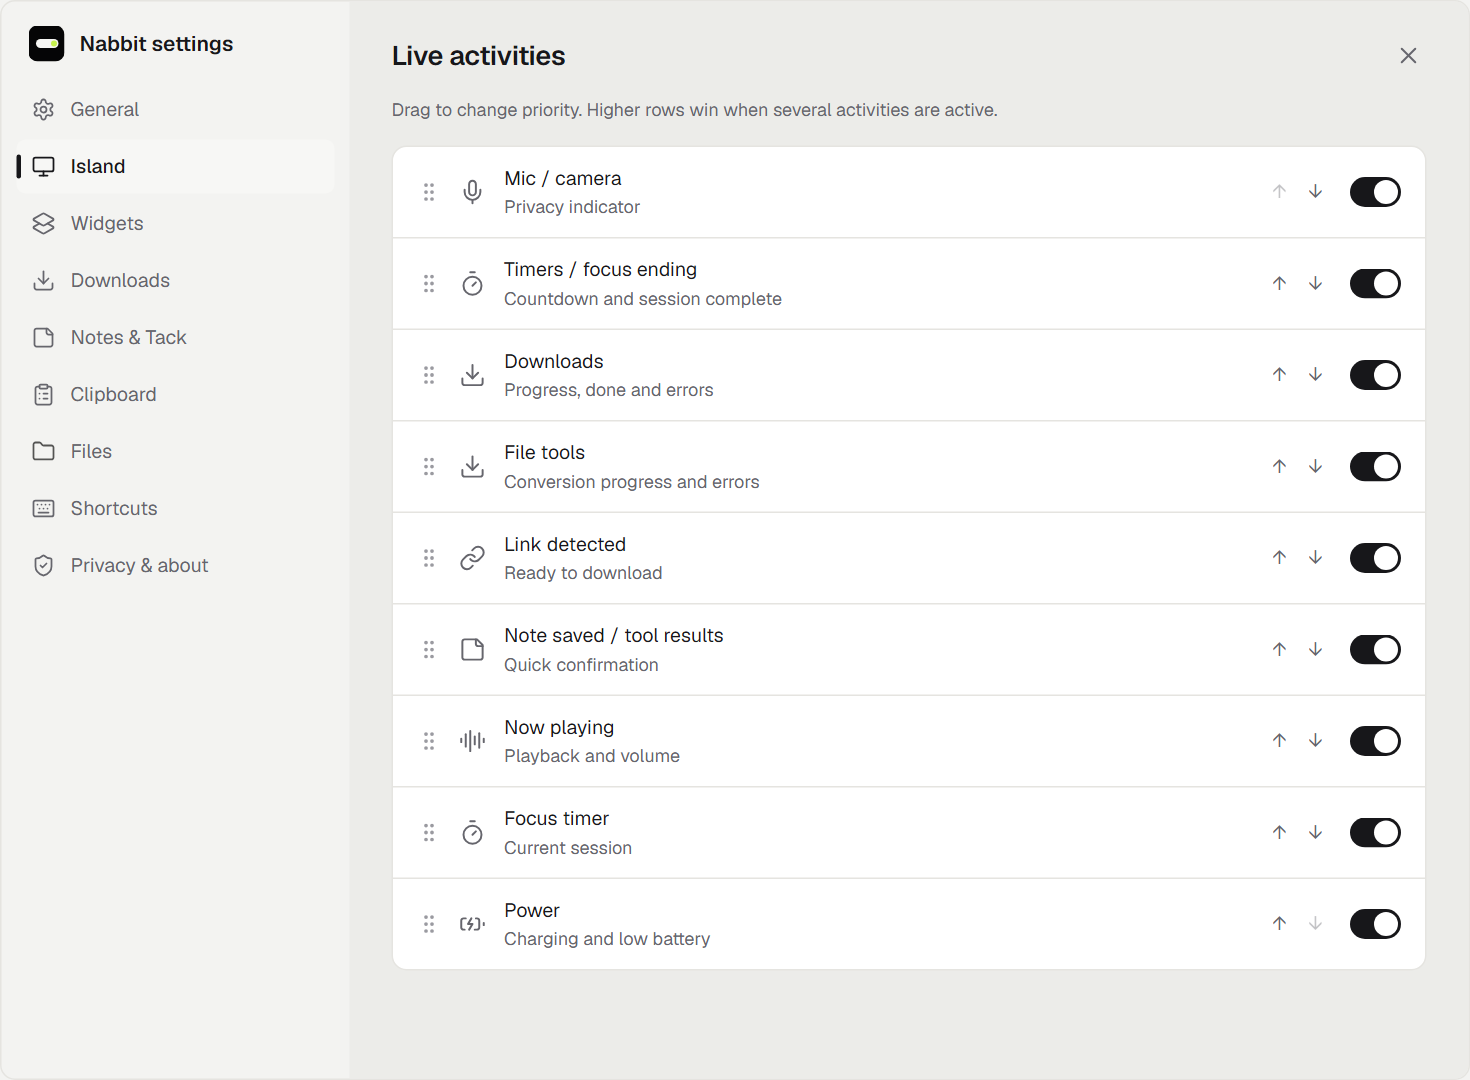 Nabbit settings
General
Island
Widgets
Downloads
Notes & Tack
Clipboard
Files
Shortcuts
Privacy & about
Live activities
Drag to change priority. Higher rows win when several activities are active.
Mic / camera
Privacy indicator
Timers / focus ending
Countdown and session complete
Downloads
Progress, done and errors
File tools
Conversion progress and errors
Link detected
Ready to download
Note saved / tool results
Quick confirmation
Now playing
Playback and volume
Focus timer
Current session
Power
Charging and low battery